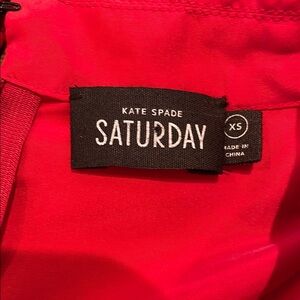 KATE SPADE
SATURDAY
XS
MADE IN
CHINA